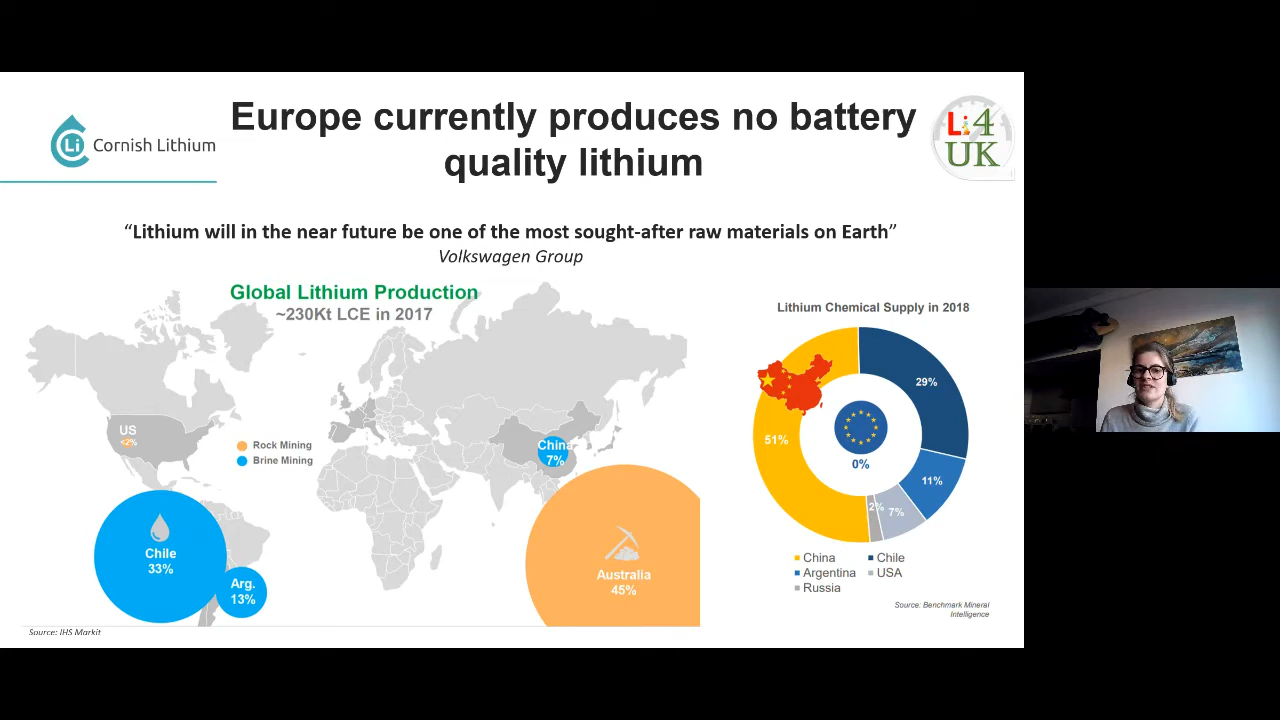 Europe currently produces no battery
quality lithium
Li
Cornish Lithium
Li4
UK
“Lithium will in the near future be one of the most sought-after raw materials on Earth”
Volkswagen Group
Global Lithium Production
~230Kt LCE in 2017
US
<2%
Rock Mining
Brine Mining
China
7%
Chile
33%
Arg.
13%
Australia
45%
Source: IHS Markit
Lithium Chemical Supply in 2018
29%
51%
0%
11%
2%
7%
China
Chile
Argentina
USA
Russia
Source: Benchmark Mineral
Intelligence